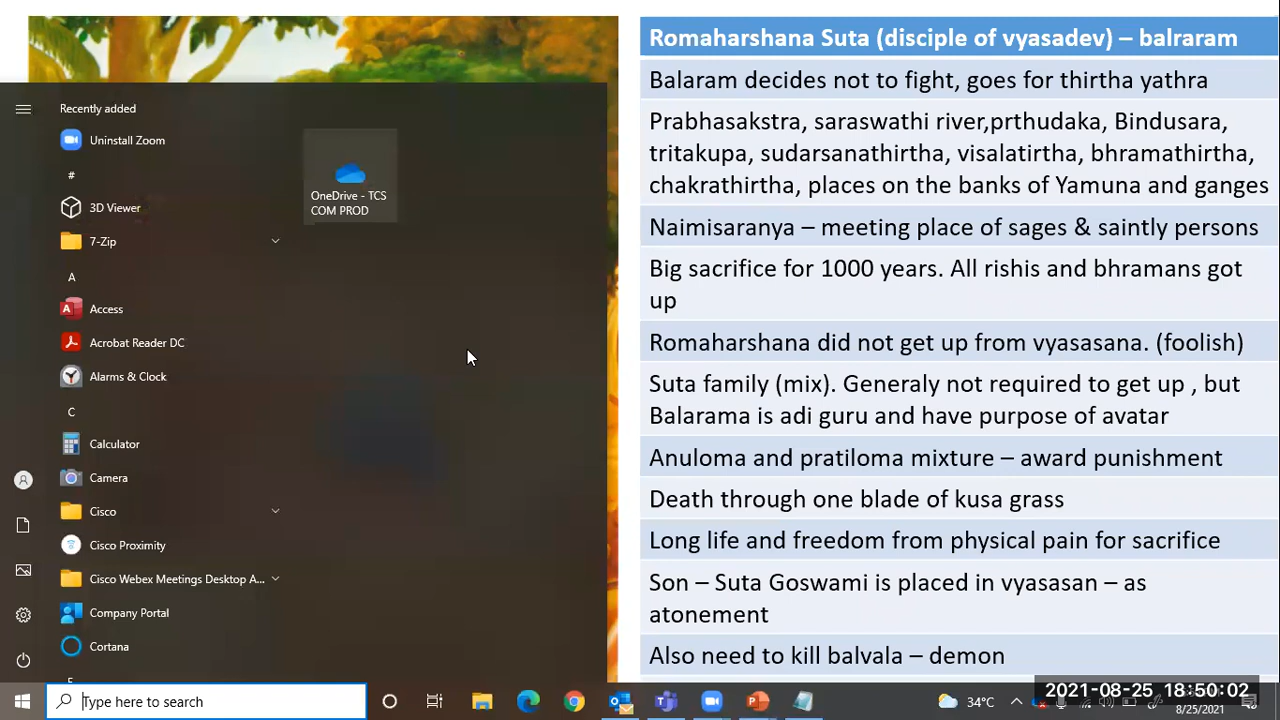 Recently added
Uninstall Zoom
#
3D Viewer
7-Zip
A
Access
Acrobat Reader DC
Alarms & Clock
C
Calculator
Camera
Cisco
Cisco Proximity
Cisco Webex Meetings Desktop A...
Company Portal
Cortana
OneDrive - TCS
COM PROD
Type here to search
Romaharshana Suta (disciple of vyasadev) – balraram
Balaram decides not to fight, goes for thirtha yathra
Prabhasakstra, saraswathi river,prthudaka, Bindusara,
tritakupa, sudarsanathirtha, visalatirtha, bhramathirtha,
chakrathirtha, places on the banks of Yamuna and ganges
Naimisaranya – meeting place of sages & saintly persons
Big sacrifice for 1000 years. All rishis and bhramans got
up
Romaharshana did not get up from vyasasana. (foolish)
Suta family (mix). Generaly not required to get up , but
Balarama is adi guru and have purpose of avatar
Anuloma and pratiloma mixture – award punishment
Death through one blade of kusa grass
Long life and freedom from physical pain for sacrifice
Son – Suta Goswami is placed in vyasasan – as
atonement
Also need to kill balvala – demon
34°C
2021-08-25 18:50:02
8/25/2021